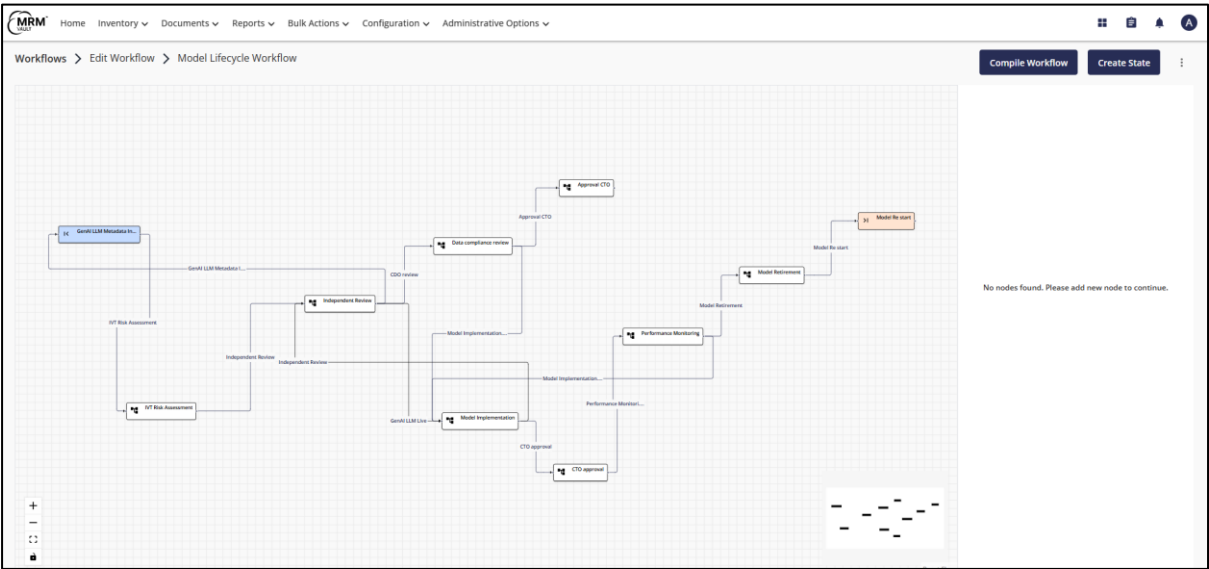 MRM
VAULT
Home Inventory Documents Reports Bulk Actions Configuration Administrative Options
A
Workflows > Edit Workflow > Model Lifecycle Workflow
Compile Workflow
Create State
Approval CTO
Approval CTO
Model Re start
GenAI LLM Metadata In...
Data compliance review
Model Re start
GenAI LLM Metadata I....
CDO review
Model Retirement
No nodes found. Please add new node to continue.
Independent Review
Model Retirement
IVT Risk Assessment
Model Implementation....
Performance Monitoring
Independent Review
Independent Review
Model Implementation....
Performance Monitori....
IVT Risk Assessment
GenAI LLM Live
Model Implementation
CTO approval
CTO approval